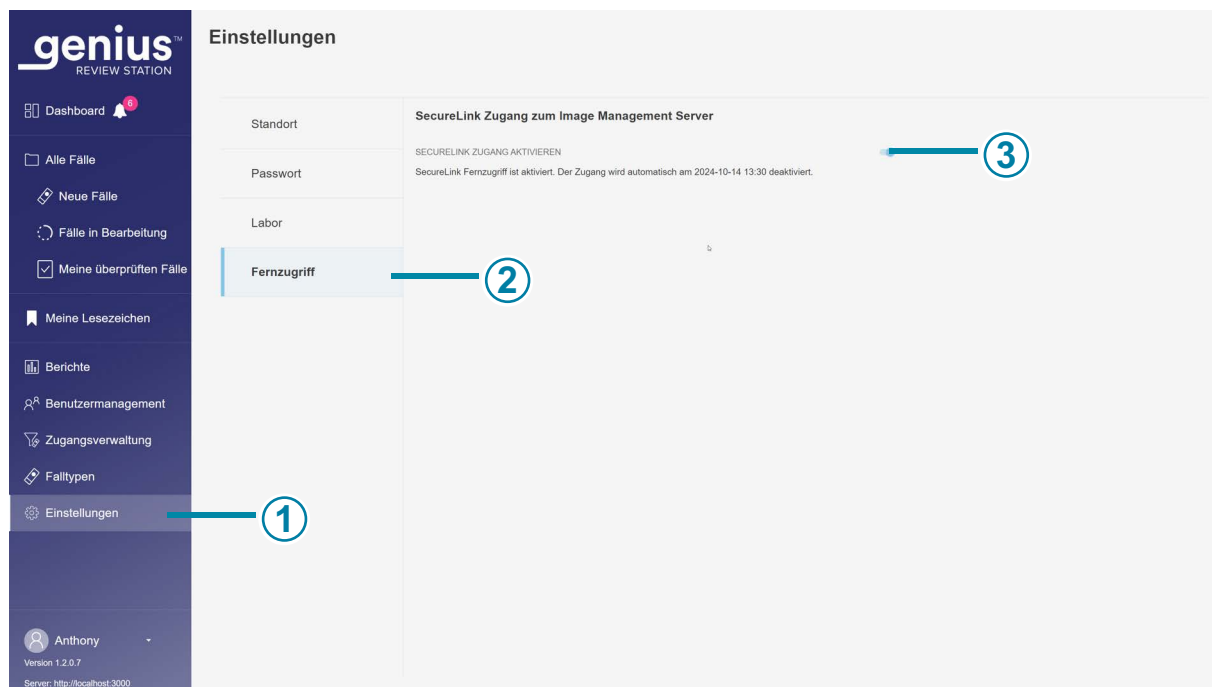 genius™
REVIEW STATION
Dashboard 6
Alle Fälle
Neue Fälle
Fälle in Bearbeitung
Meine überprüften Fälle
Meine Lesezeichen
Berichte
Benutzermanagement
Zugangsverwaltung
Falltypen
Einstellungen
Anthony
Version 1.2.0.7
Server: http://localhost:3000
Einstellungen
Standort
Passwort
Labor
Fernzugriff
SecureLink Zugang zum Image Management Server
SECURELINK ZUGANG AKTIVIEREN
SecureLink Fernzugriff ist aktiviert. Der Zugang wird automatisch am 2024-10-14 13:30 deaktiviert.
1
2
3